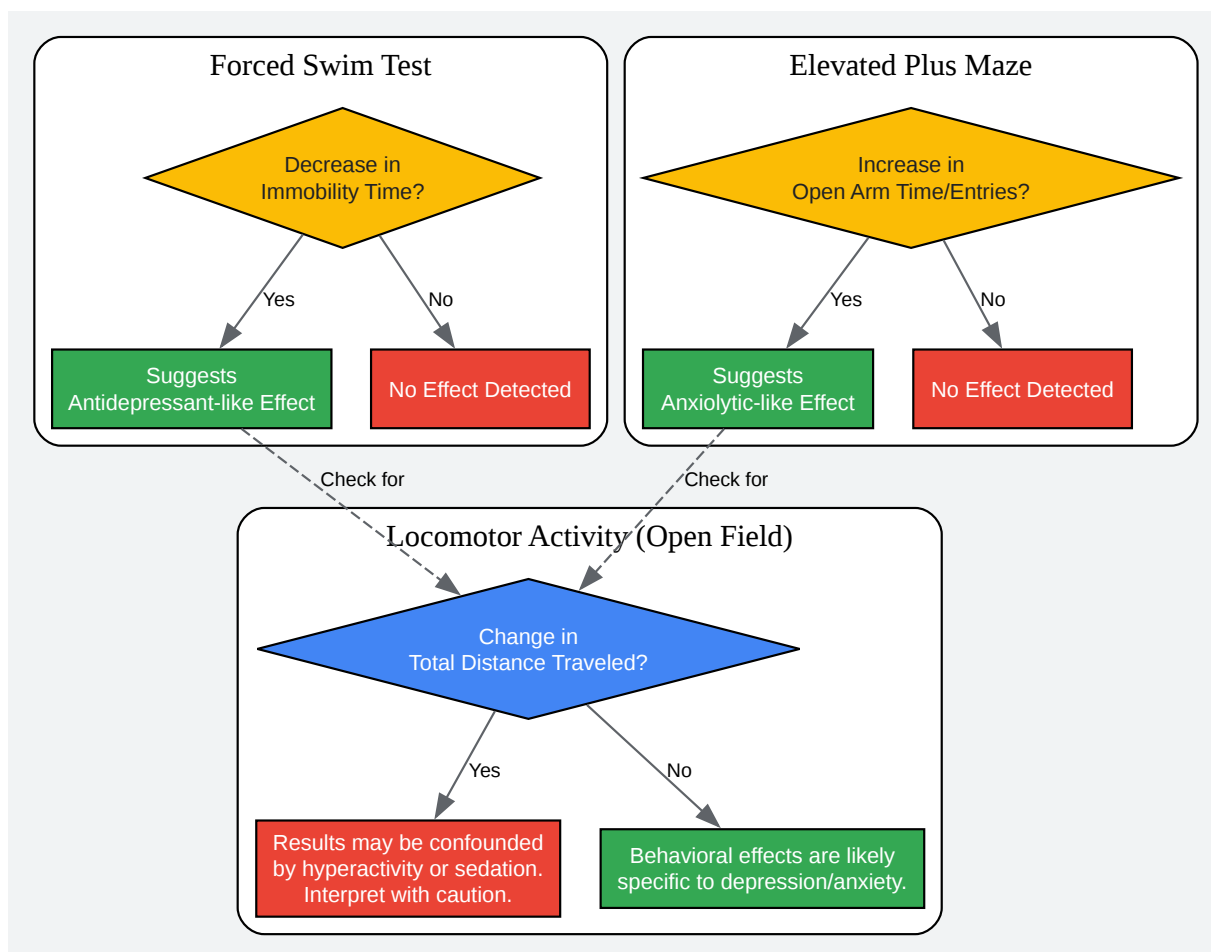 Forced Swim Test
Decrease in
Immobility Time?
Yes
No
Suggests
Antidepressant-like Effect
No Effect Detected
Elevated Plus Maze
Increase in
Open Arm Time/Entries?
Yes
No
Suggests
Anxiolytic-like Effect
No Effect Detected
Check for
Check for
Locomotor Activity (Open Field)
Change in
Total Distance Traveled?
Yes
No
Results may be confounded
by hyperactivity or sedation.
Interpret with caution.
Behavioral effects are likely
specific to depression/anxiety.